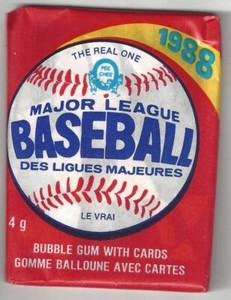 THE REAL ONE
1988
O PEE CHEE
MAJOR LEAGUE
BASEBALL
DES LIGUES MAJEURES
LE VRAI
4 g
BUBBLE GUM WITH CARDS
GOMME BALLOUNE AVEC CARTES